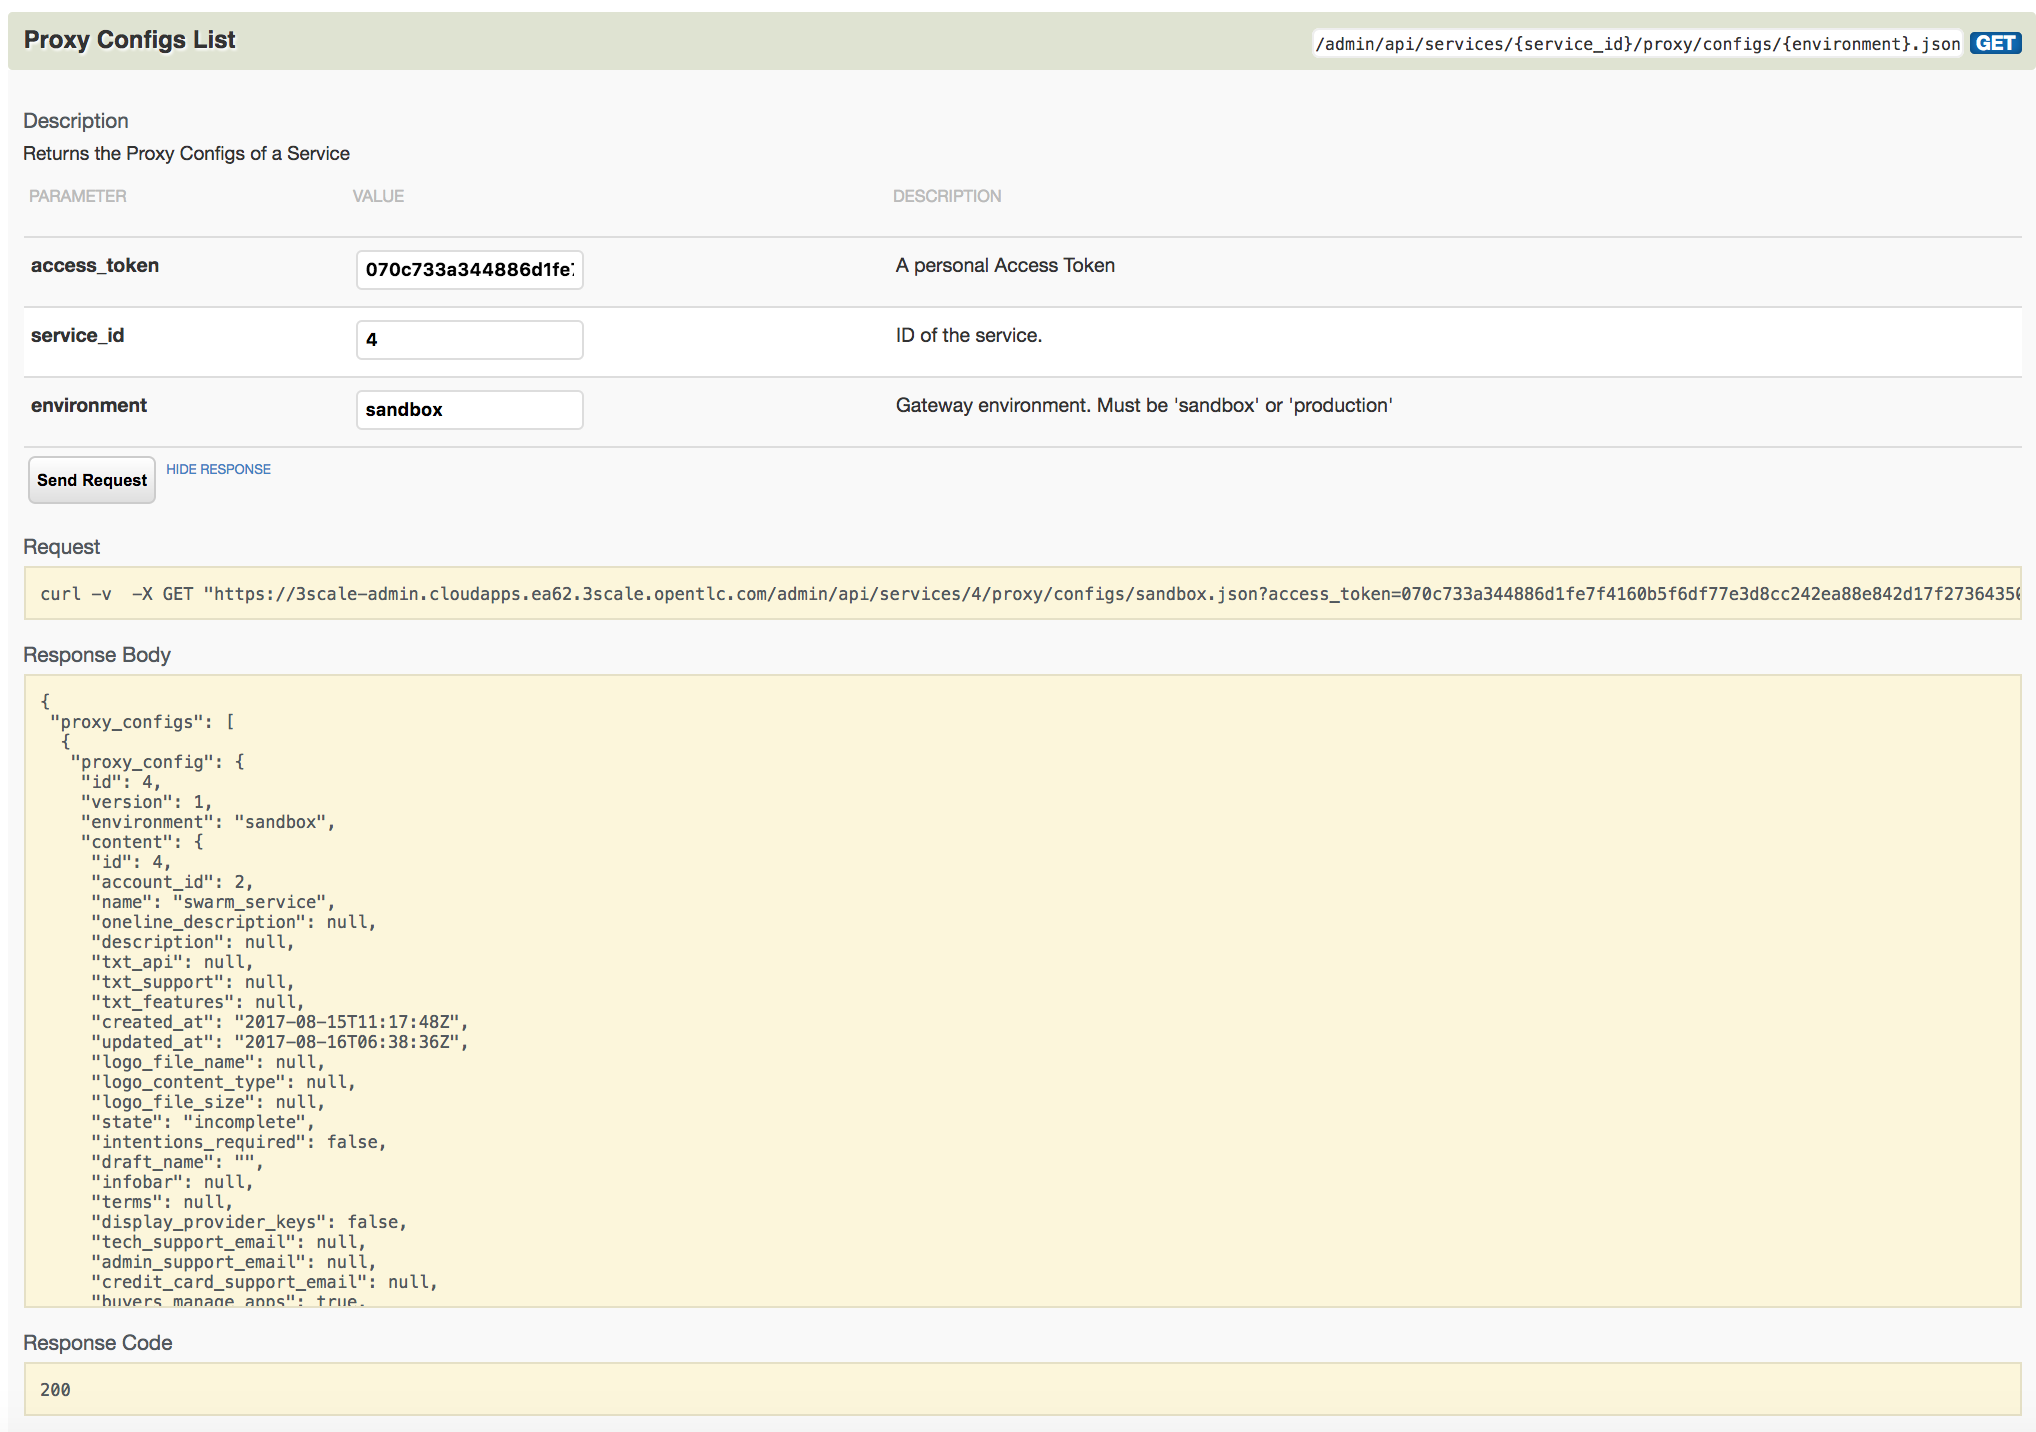 Proxy Configs List
/admin/api/services/{service_id}/proxy/configs/{environment}.json GET
Description
Returns the Proxy Configs of a Service
PARAMETER VALUE DESCRIPTION
access_token 070c733a344886d1fe7 A personal Access Token
service_id 4 ID of the service.
environment sandbox Gateway environment. Must be 'sandbox' or 'production'
Send Request HIDE RESPONSE
Request
curl -v  -X GET "https://3scale-admin.cloudapps.ea62.3scale.opentlc.com/admin/api/services/4/proxy/configs/sandbox.json?access_token=070c733a344886d1fe7f4160b5f6df77e3d8cc242ea88e842d17f27364350
Response Body
{
"proxy_configs": [
{
"proxy_config": {
"id": 4,
"version": 1,
"environment": "sandbox",
"content": {
"id": 4,
"account_id": 2,
"name": "swarm_service",
"oneline_description": null,
"description": null,
"txt_api": null,
"txt_support": null,
"txt_features": null,
"created_at": "2017-08-15T11:17:48Z",
"updated_at": "2017-08-16T06:38:36Z",
"logo_file_name": null,
"logo_content_type": null,
"logo_file_size": null,
"state": "incomplete",
"intentions_required": false,
"draft_name": "",
"infobar": null,
"terms": null,
"display_provider_keys": false,
"tech_support_email": null,
"admin_support_email": null,
"credit_card_support_email": null,
"buyers_manage_apps": true,
Response Code
200